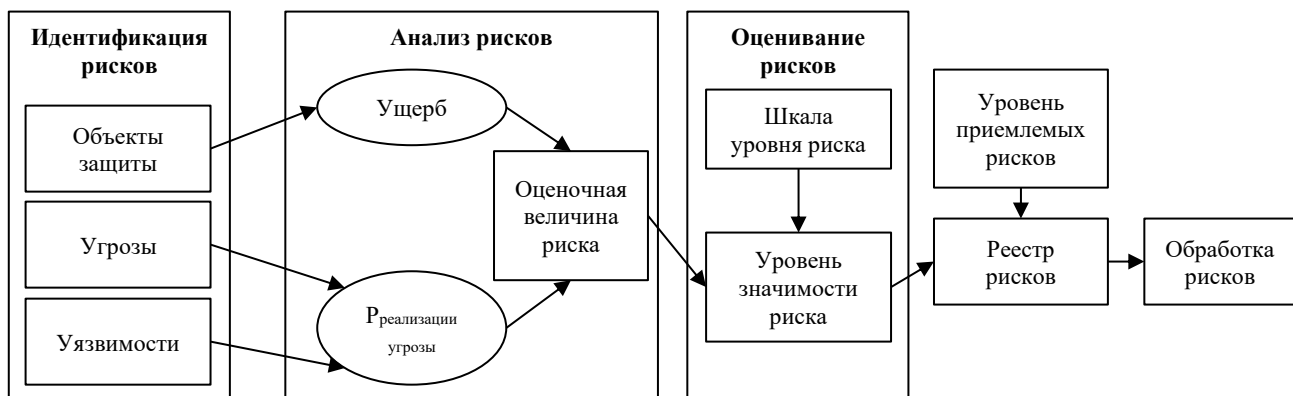 Идентификация
рисков
Объекты
защиты
Угрозы
Уязвимости
Анализ рисков
Ущерб
Pреализации
угрозы
Оценочная
величина
риска
Оценивание
рисков
Шкала
уровня риска
Уровень
значимости
риска
Уровень
приемлемых
рисков
Реестр
рисков
Обработка
рисков